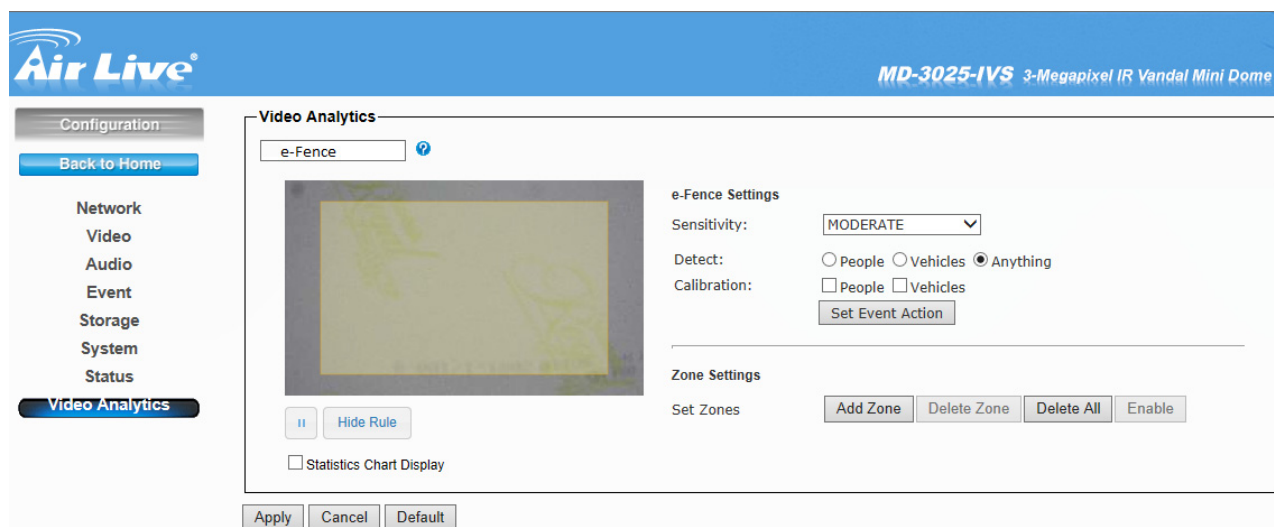 Air Live®
MD-3025-IVS 3-Megapixel IR Vandal Mini Dome
Configuration
Back to Home
Network
Video
Audio
Event
Storage
System
Status
Video Analytics
Video Analytics
e-Fence ?
e-Fence Settings
Sensitivity: MODERATE
Detect: People Vehicles Anything
Calibration: People Vehicles
Set Event Action
Zone Settings
Set Zones Add Zone Delete Zone Delete All Enable
Hide Rule
Statistics Chart Display
Apply Cancel Default